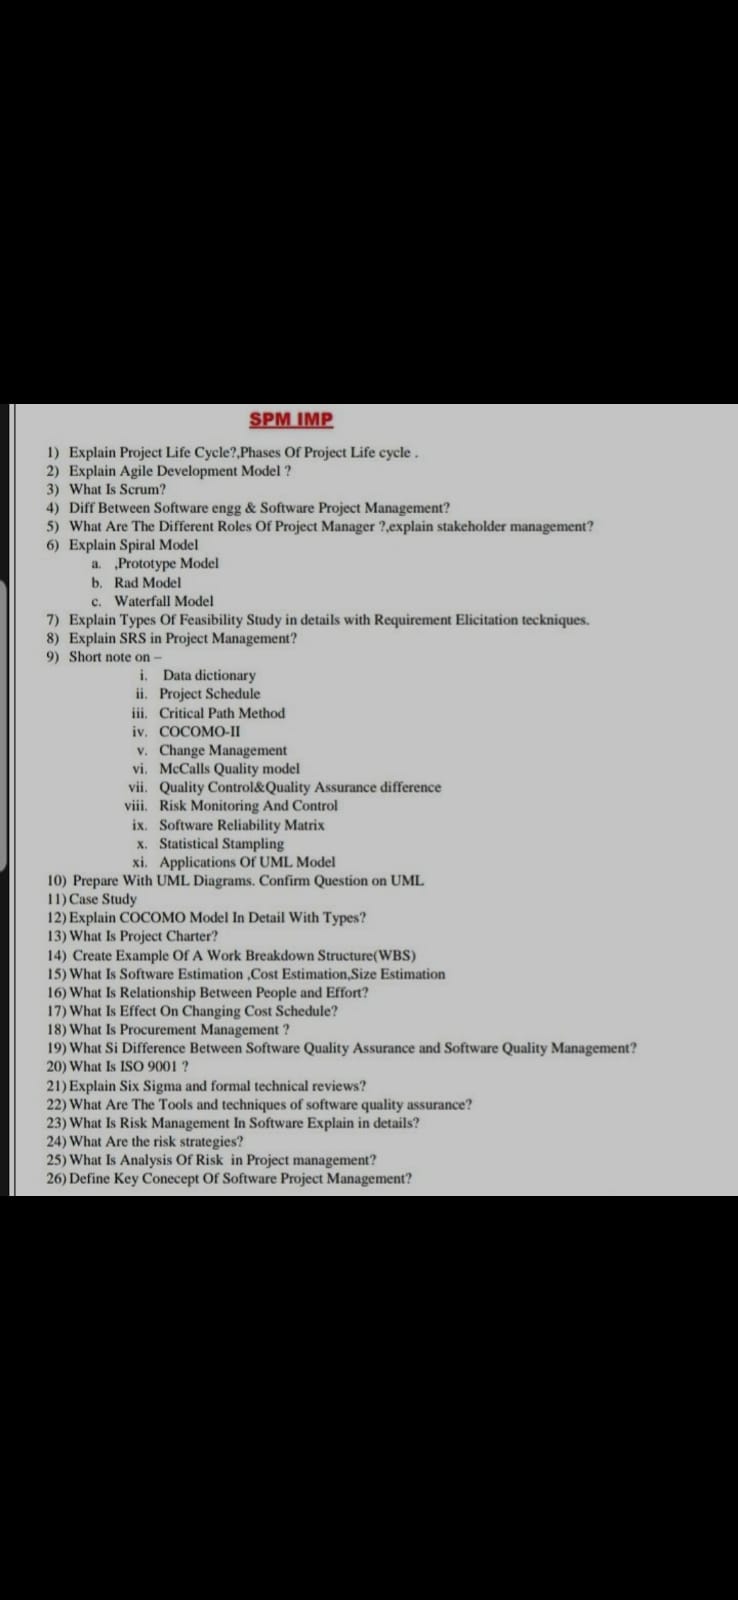 SPM IMP
1) Explain Project Life Cycle?,Phases Of Project Life cycle .
2) Explain Agile Development Model ?
3) What Is Scrum?
4) Diff Between Software engg & Software Project Management?
5) What Are The Different Roles Of Project Manager ?,explain stakeholder management?
6) Explain Spiral Model
a. ,Prototype Model
b. Rad Model
c. Waterfall Model
7) Explain Types Of Feasibility Study in details with Requirement Elicitation teckniques.
8) Explain SRS in Project Management?
9) Short note on –
i. Data dictionary
ii. Project Schedule
iii. Critical Path Method
iv. COCOMO-II
v. Change Management
vi. McCalls Quality model
vii. Quality Control&Quality Assurance difference
viii. Risk Monitoring And Control
ix. Software Reliability Matrix
x. Statistical Stampling
xi. Applications Of UML Model
10) Prepare With UML Diagrams. Confirm Question on UML
11) Case Study
12) Explain COCOMO Model In Detail With Types?
13) What Is Project Charter?
14) Create Example Of A Work Breakdown Structure(WBS)
15) What Is Software Estimation ,Cost Estimation,Size Estimation
16) What Is Relationship Between People and Effort?
17) What Is Effect On Changing Cost Schedule?
18) What Is Procurement Management ?
19) What Si Difference Between Software Quality Assurance and Software Quality Management?
20) What Is ISO 9001 ?
21) Explain Six Sigma and formal technical reviews?
22) What Are The Tools and techniques of software quality assurance?
23) What Is Risk Management In Software Explain in details?
24) What Are the risk strategies?
25) What Is Analysis Of Risk in Project management?
26) Define Key Conecept Of Software Project Management?